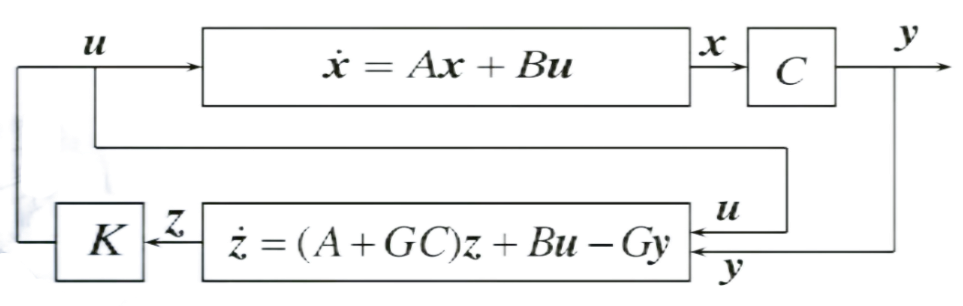 u
ẋ = Ax + Bu
x
C
y
K
z
ż = (A + GC)z + Bu − Gy
u
y